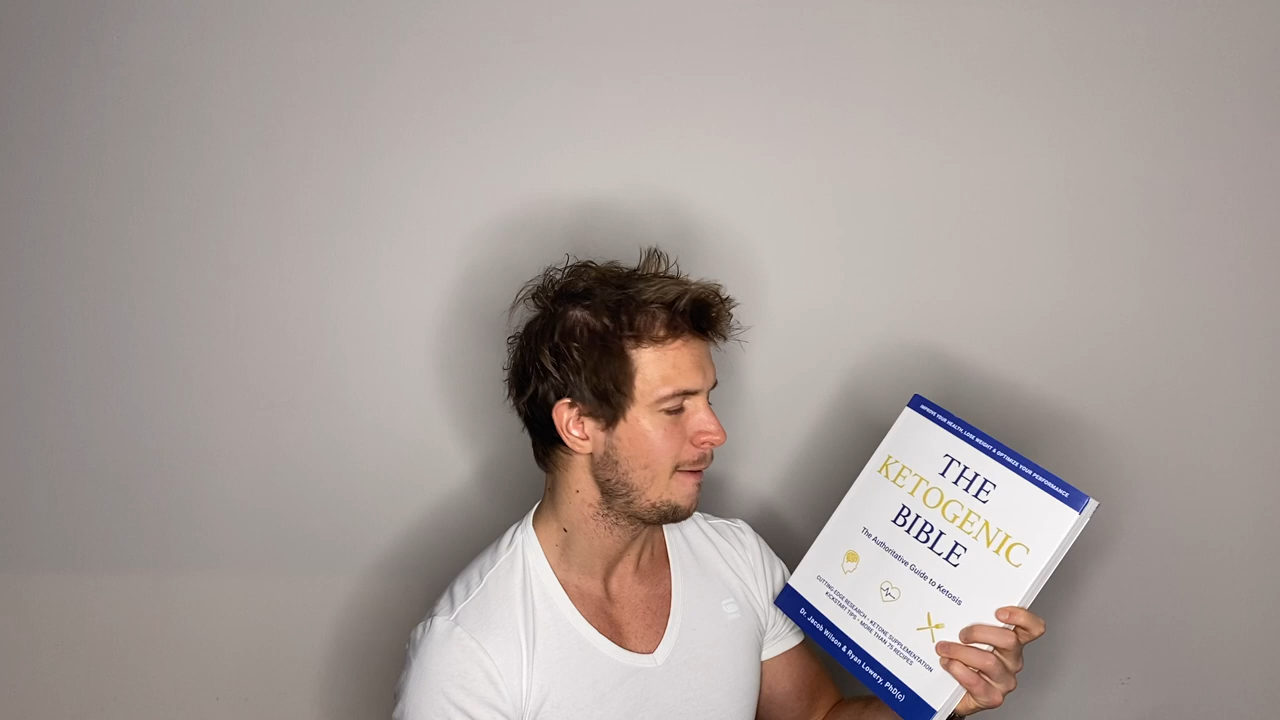 IMPROVE YOUR HEALTH, LOSE WEIGHT & OPTIMIZE YOUR PERFORMANCE
THE
KETOGENIC
BIBLE
The Authoritative Guide to Ketosis
CUTTING-EDGE RESEARCH • KETONE SUPPLEMENTATION
KICKSTART TIPS • MORE THAN 75 RECIPES
Dr. Jacob Wilson & Ryan Lowery, PhD(c)